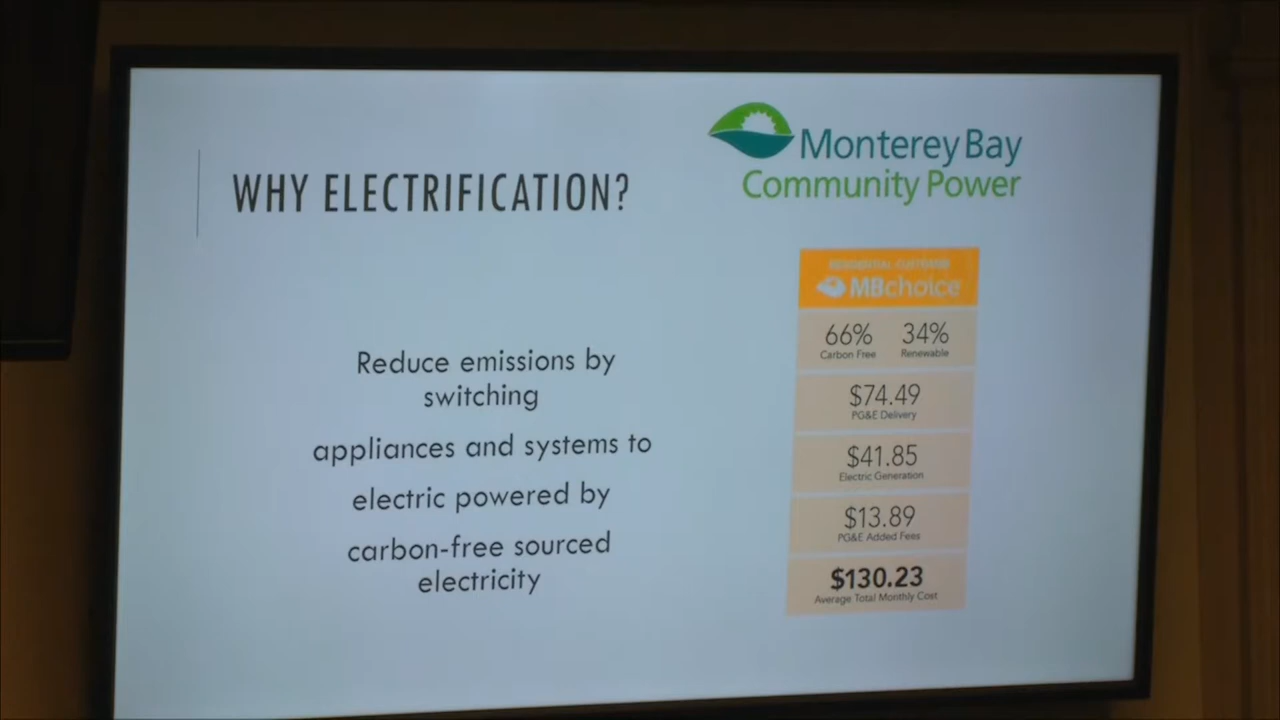 WHY ELECTRIFICATION?
Monterey Bay
Community Power
Reduce emissions by
switching
appliances and systems to
electric powered by
carbon-free sourced
electricity
RESIDENTIAL CUSTOMER
MBchoice
66% 34%
Carbon Free Renewable
$74.49
PG&E Delivery
$41.85
Electric Generation
$13.89
PG&E Added Fees
$130.23
Average Total Monthly Cost